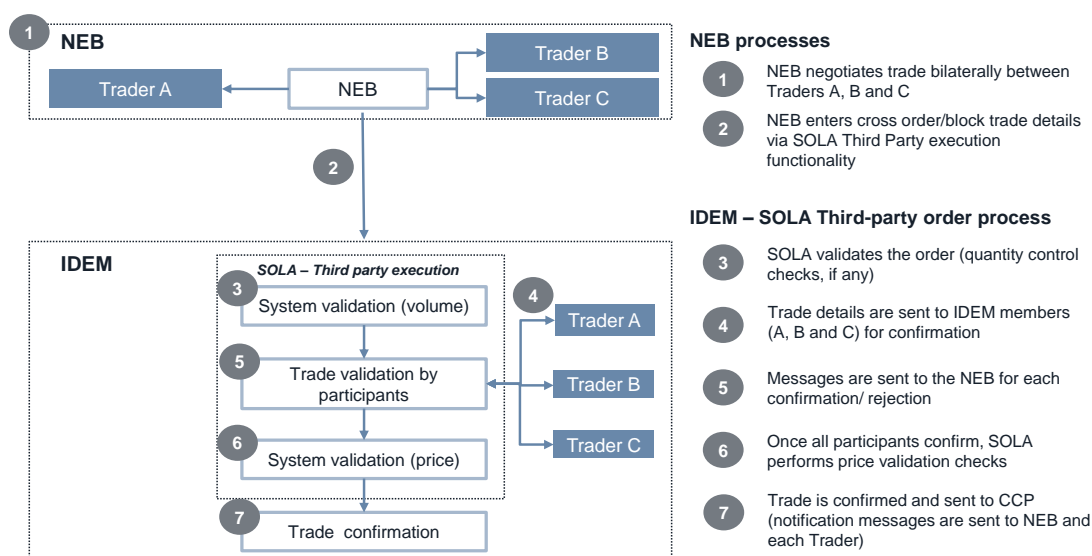 1
NEB
Trader A
NEB
Trader B
Trader C
2
IDEM
SOLA – Third party execution
3
System validation (volume)
4
Trader A
5
Trade validation by
participants
Trader B
6
System validation (price)
Trader C
7
Trade confirmation
NEB processes
1
NEB negotiates trade bilaterally between
Traders A, B and C
2
NEB enters cross order/block trade details
via SOLA Third Party execution
functionality
IDEM – SOLA Third-party order process
3
SOLA validates the order (quantity control
checks, if any)
4
Trade details are sent to IDEM members
(A, B and C) for confirmation
5
Messages are sent to the NEB for each
confirmation/ rejection
6
Once all participants confirm, SOLA
performs price validation checks
7
Trade is confirmed and sent to CCP
(notification messages are sent to NEB and
each Trader)